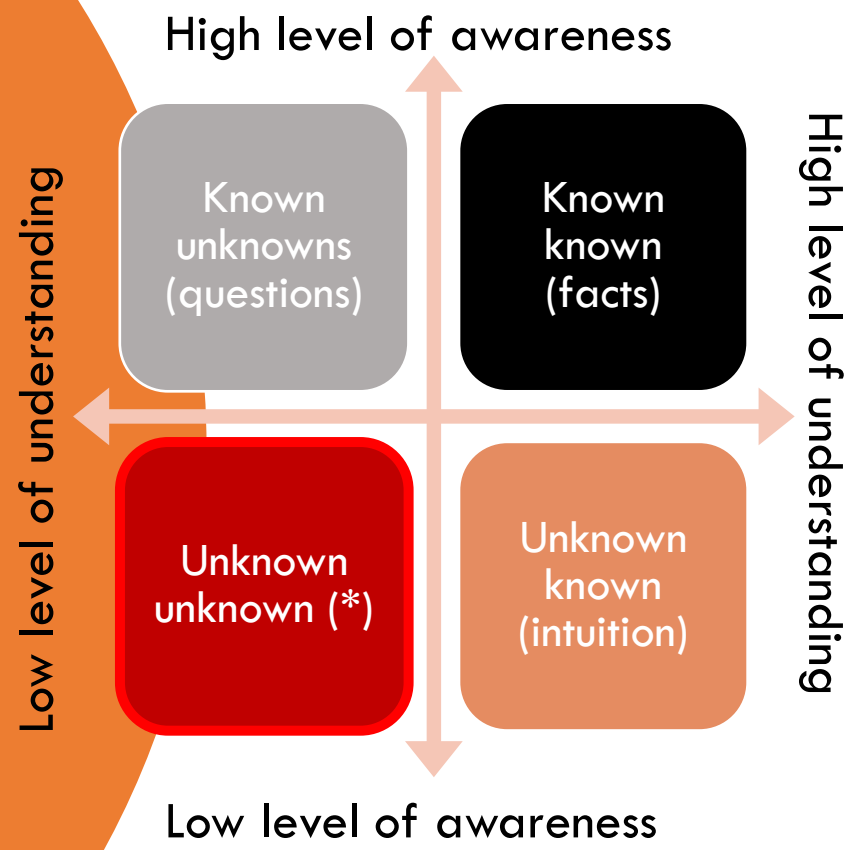 High level of awareness
Low level of understanding
Known
unknowns
(questions)
Known
known
(facts)
High level of understanding
Unknown
unknown (*)
Unknown
known
(intuition)
Low level of awareness